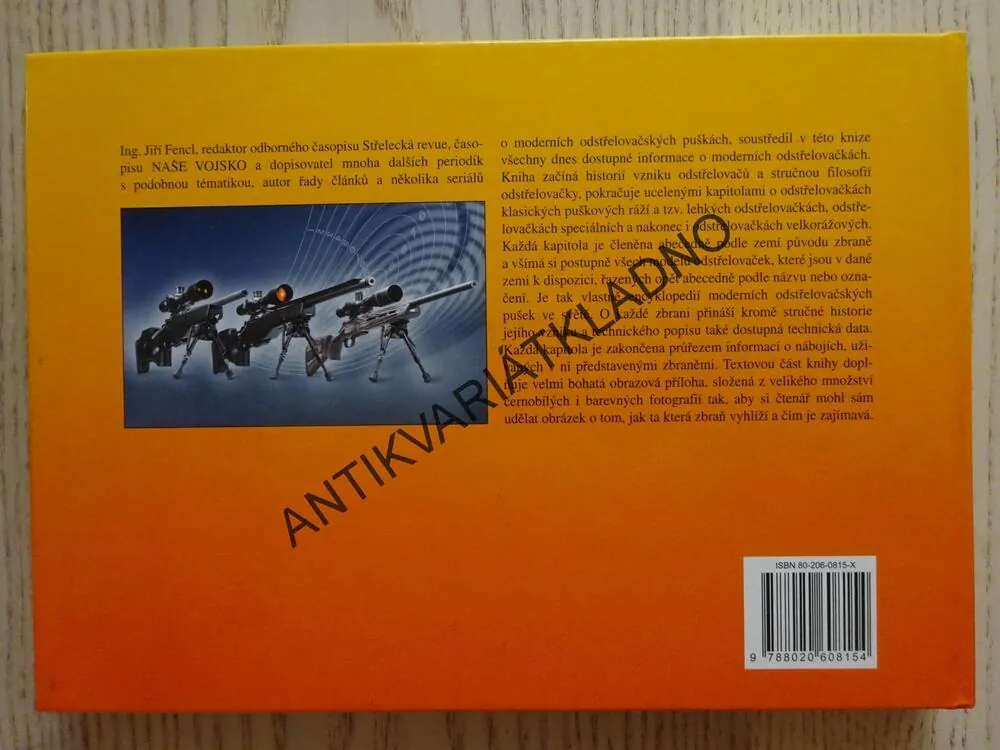 Ing. Jiří Fencl, redaktor odborného časopisu Střelecká revue, časo-
pisu NAŠE VOJSKO a dopisovatel mnoha dalších periodik
s podobnou tématikou, autor řady článků a několika seriálů
o moderních odstřelovačských puškách, soustředil v této knize
všechny dnes dostupné informace o moderních odstřelovačkách.
Kniha začíná historií vzniku odstřelovačů a stručnou filosofií
odstřelovačky, pokračuje ucelenými kapitolami o odstřelovačkách
klasických puškových ráží a tzv. lehkých odstřelovačkách, odstře-
lovačkách speciálních a nakonec i odstřelovačkách velkorážových.
Každá kapitola je členěna abecedně podle zemí původu zbraně
a všímá si postupně všech modelů odstřelovaček, které jsou v dané
zemi k dispozici, řazených opět abecedně podle názvu nebo ozna-
čení. Je tak vlastně encyklopedií moderních odstřelovačských
pušek ve světě. O každé zbrani přináší kromě stručné historie
jejího vzniku a technického popisu také dostupná technická data.
Každá kapitola je zakončena průřezem informací o nábojích, uží-
vaných v ní představenými zbraněmi. Textovou část knihy dopl-
ňuje velmi bohatá obrazová příloha, složená z velikého množství
černobílých i barevných fotografií tak, aby si čtenář mohl sám
udělat obrázek o tom, jak ta která zbraň vyhlíží a čím je zajímavá.
ANTIKVARIATKLADNO
ISBN 80-206-0815-X
9 788020 608154